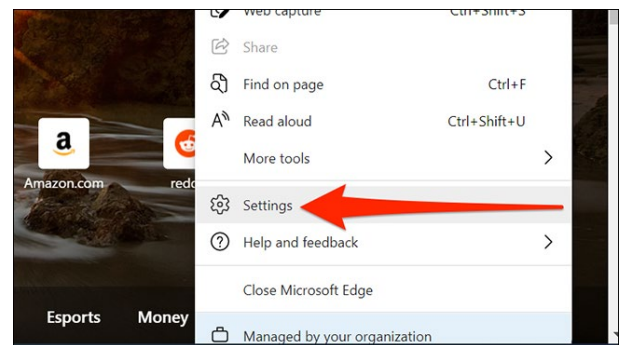 Web capture Ctrl+Shift+S
Share
Find on page Ctrl+F
Read aloud Ctrl+Shift+U
More tools
Amazon.com
redd
Settings
Help and feedback
Close Microsoft Edge
Esports Money
Managed by your organization